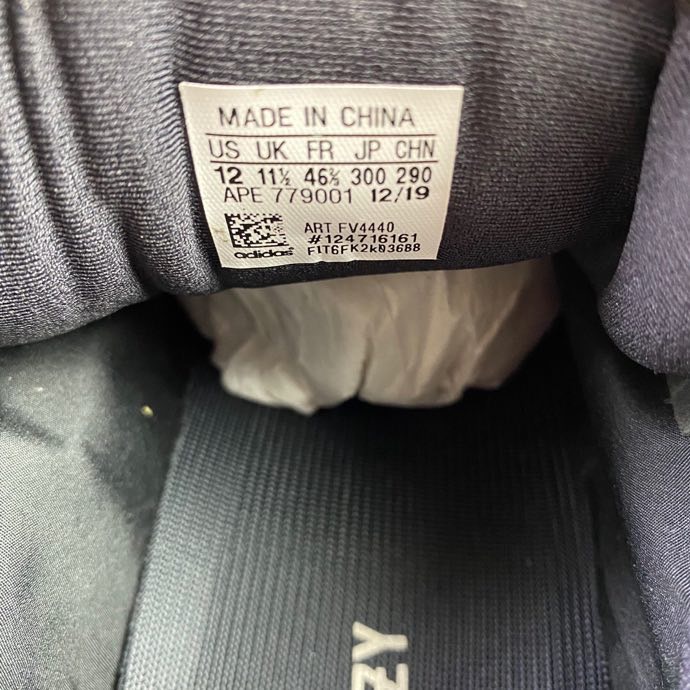 MADE IN CHINA
US UK FR JP CHN
12 11½ 46⅔ 300 290
APE 779001 12/19
ART FV4440
#124716161
F1T6FK2k03688
adidas
ZY